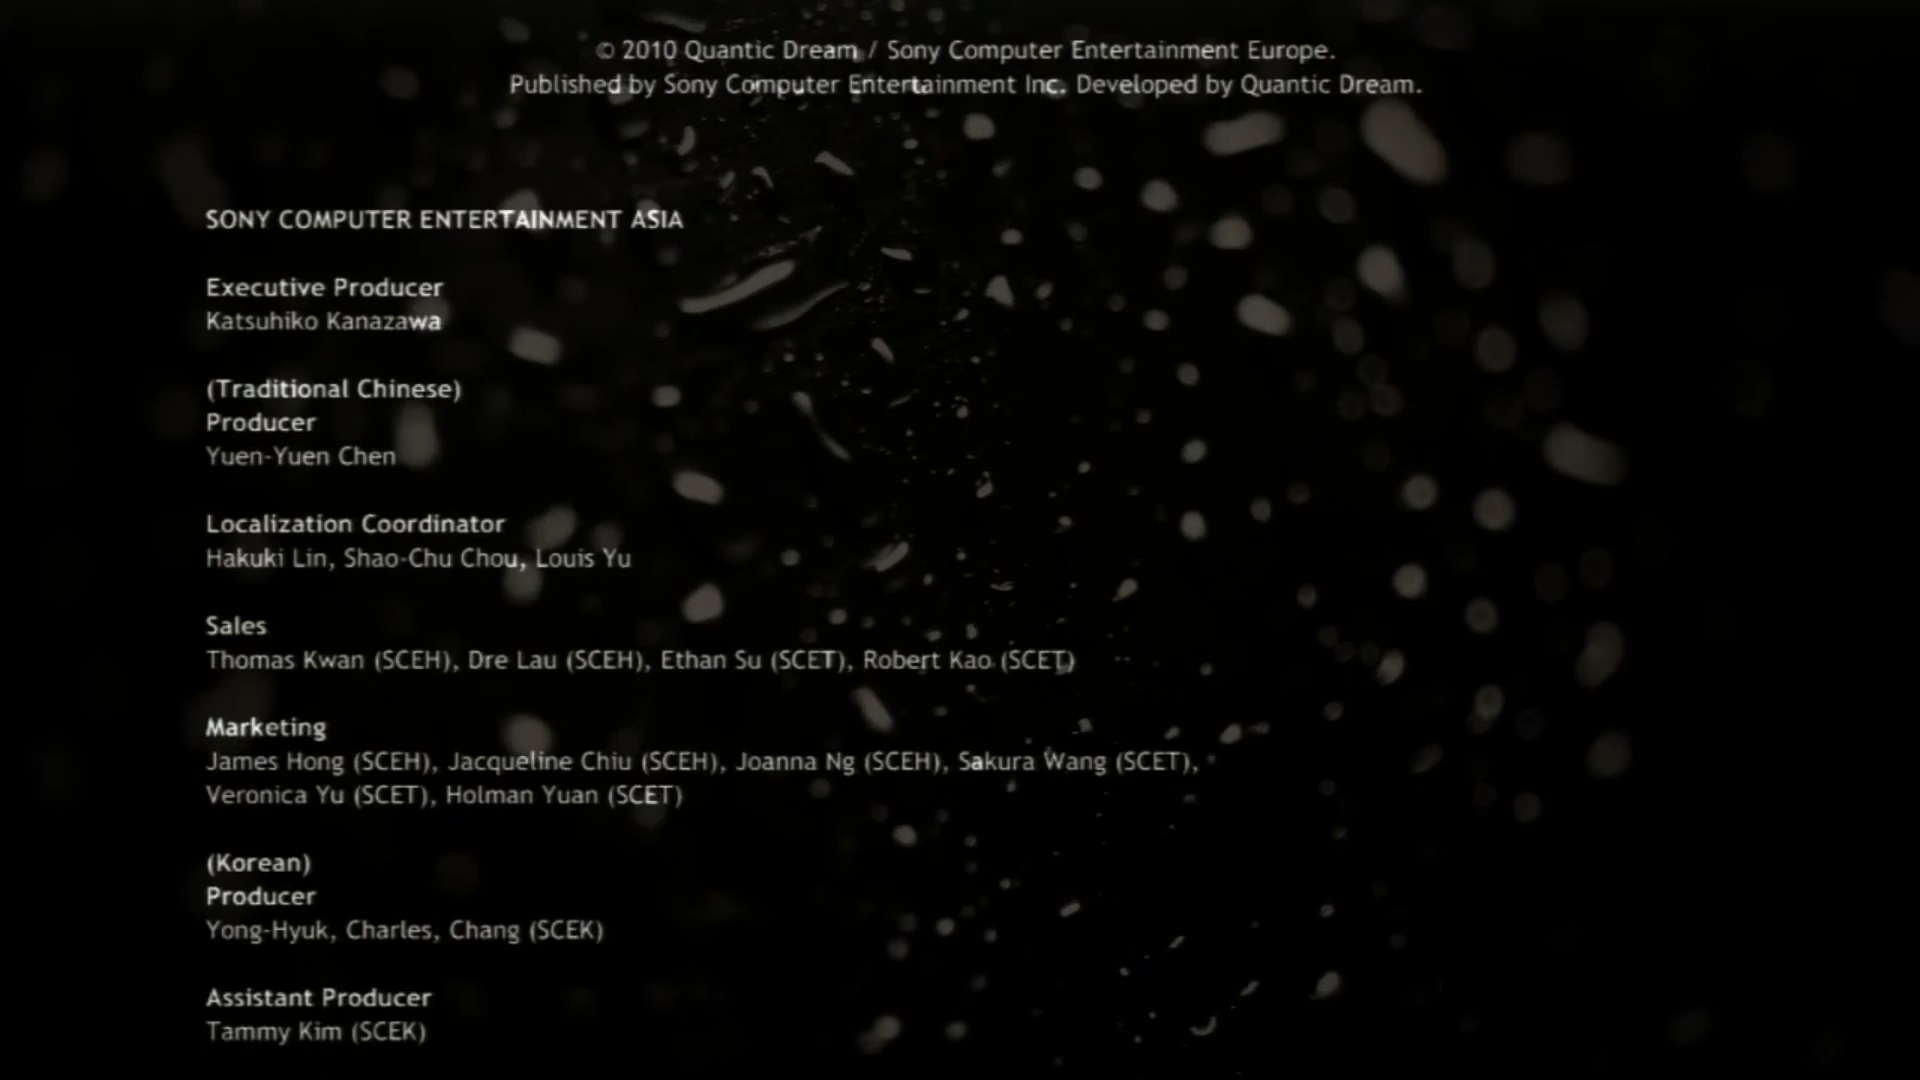 © 2010 Quantic Dream / Sony Computer Entertainment Europe.
Published by Sony Computer Entertainment Inc. Developed by Quantic Dream.
SONY COMPUTER ENTERTAINMENT ASIA
Executive Producer
Katsuhiko Kanazawa
(Traditional Chinese)
Producer
Yuen-Yuen Chen
Localization Coordinator
Hakuki Lin, Shao-Chu Chou, Louis Yu
Sales
Thomas Kwan (SCEH), Dre Lau (SCEH), Ethan Su (SCET), Robert Kao (SCET)
Marketing
James Hong (SCEH), Jacqueline Chiu (SCEH), Joanna Ng (SCEH), Sakura Wang (SCET),
Veronica Yu (SCET), Holman Yuan (SCET)
(Korean)
Producer
Yong-Hyuk, Charles, Chang (SCEK)
Assistant Producer
Tammy Kim (SCEK)